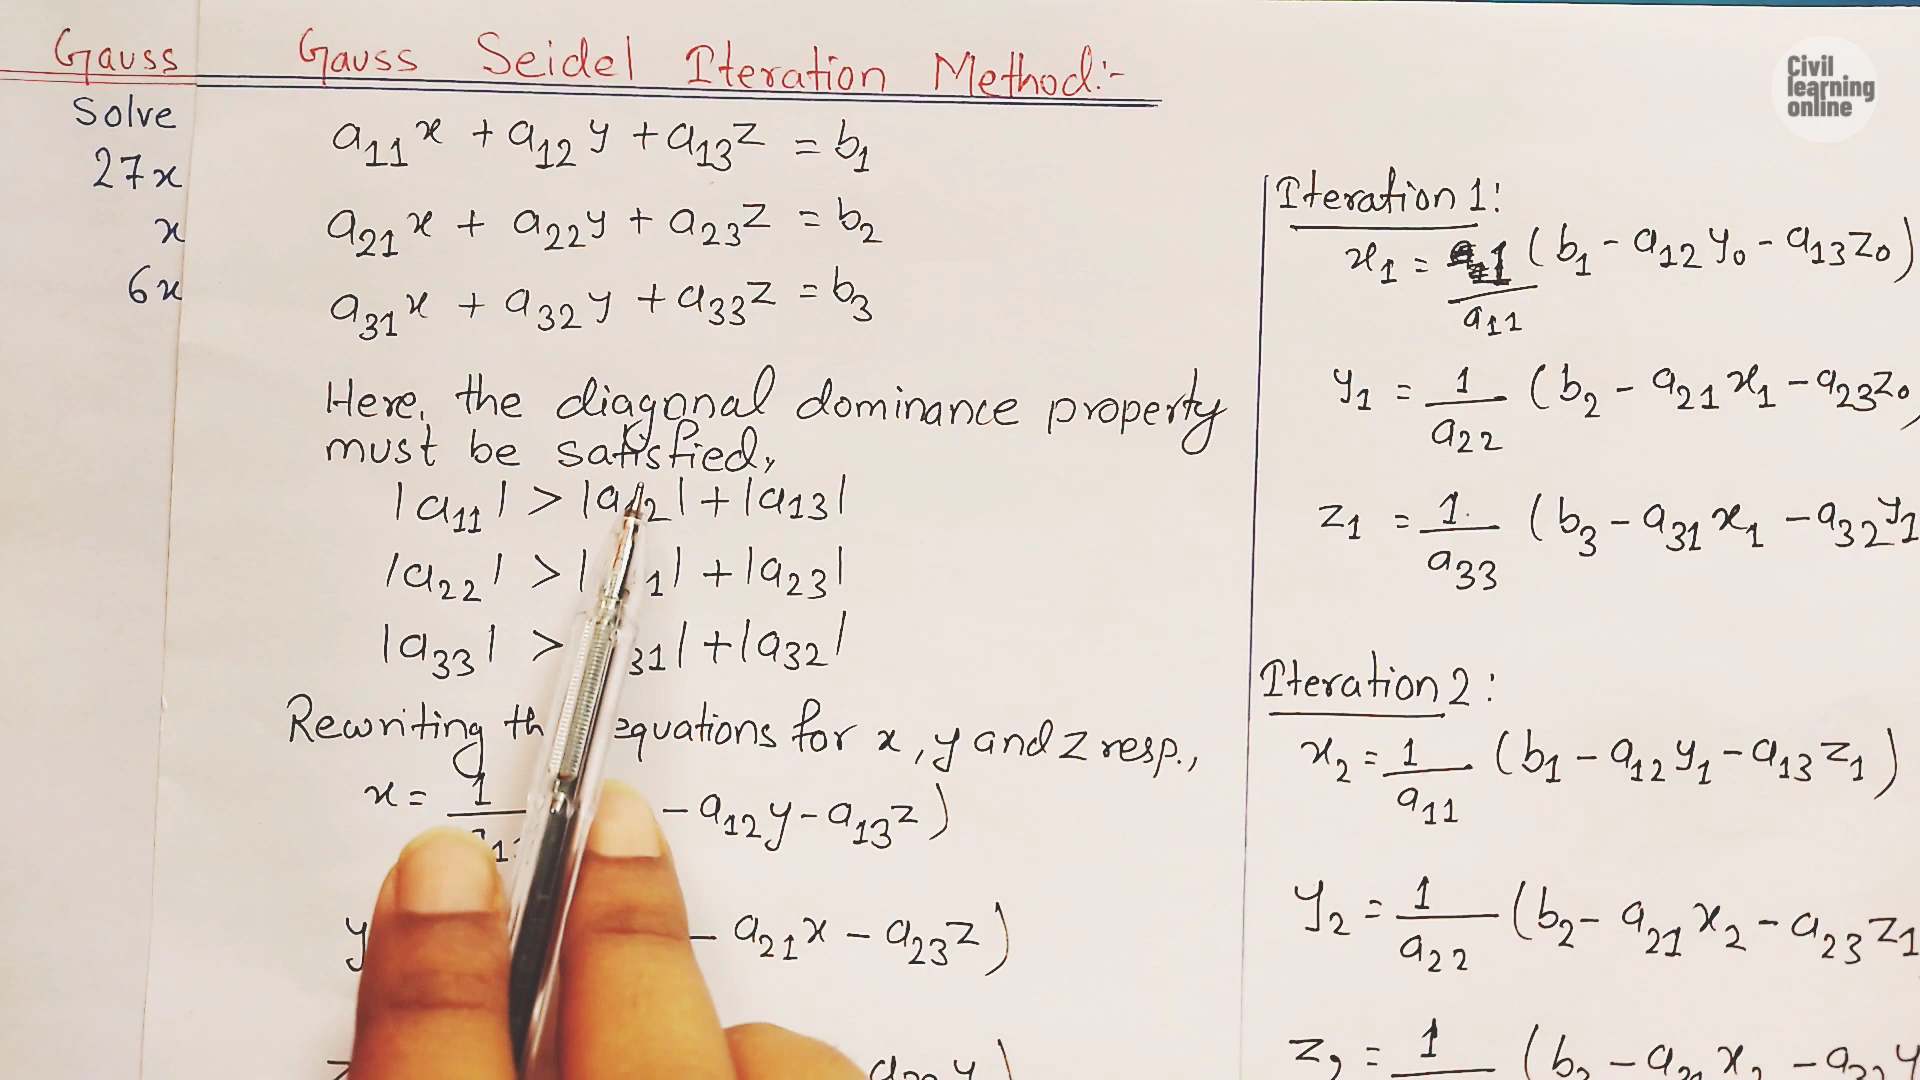 Gauss
Solve
27x
x
6x
Gauss Seidel Iteration Method:-
a11x + a12y + a13z = b1
a21x + a22y + a23z = b2
a31x + a32y + a33z = b3
Here, the diagonal dominance property
must be satisfied,
|a11| > |a12| + |a13|
|a22| > | 1| + |a23|
|a33| > 31| + |a32|
Rewriting th equations for x, y and z resp.,
x = 1 - a12y - a13z)
y - a21x - a23z)
Iteration 1:
x1 = 1/a11 (b1 - a12y0 - a13z0)
y1 = 1/a22 (b2 - a21x1 - a23z0)
z1 = 1/a33 (b3 - a31x1 - a32y1
Iteration 2:
x2 = 1/a11 (b1 - a12y1 - a13z1)
y2 = 1/a22 (b2 - a21x2 - a23z1
Civil
learning
online